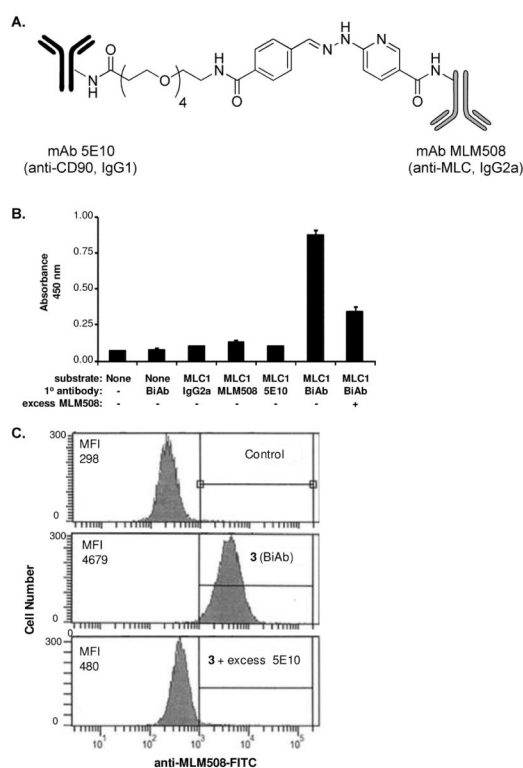 A.
O
NH
H
N
O
4
O
N
N
H
N
N
H
N
O
mAb 5E10
(anti-CD90, IgG1)
mAb MLM508
(anti-MLC, IgG2a)
B.
1.00
0.75
0.50
0.25
0.00
Absorbance
450 nm
substrate: None None MLC1 MLC1 MLC1 MLC1 MLC1
1º antibody: - BiAb IgG2a MLM508 5E10 BiAb BiAb
excess MLM508: - - - - - - +
C.
300
MFI
298
Control
0
300
MFI
4679
3 (BiAb)
0
300
MFI
480
3 + excess 5E10
0
Cell Number
10¹ 10² 10³ 10⁴ 10⁵
anti-MLM508-FITC